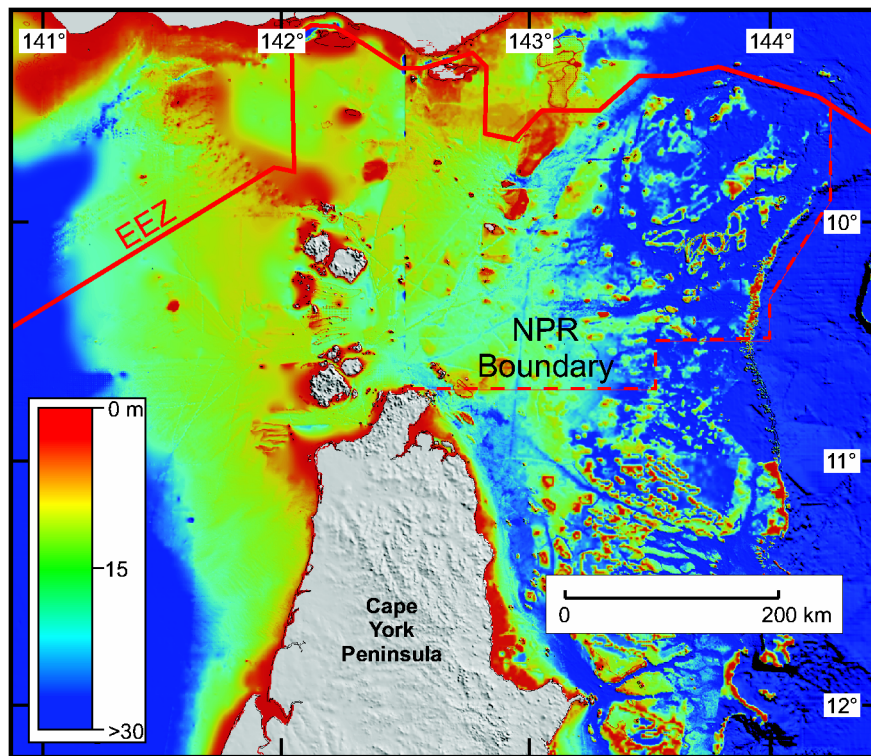 141°
142°
143°
144°
EEZ
10°
NPR
Boundary
0 m
15
>30
11°
Cape
York
Peninsula
0
200 km
12°